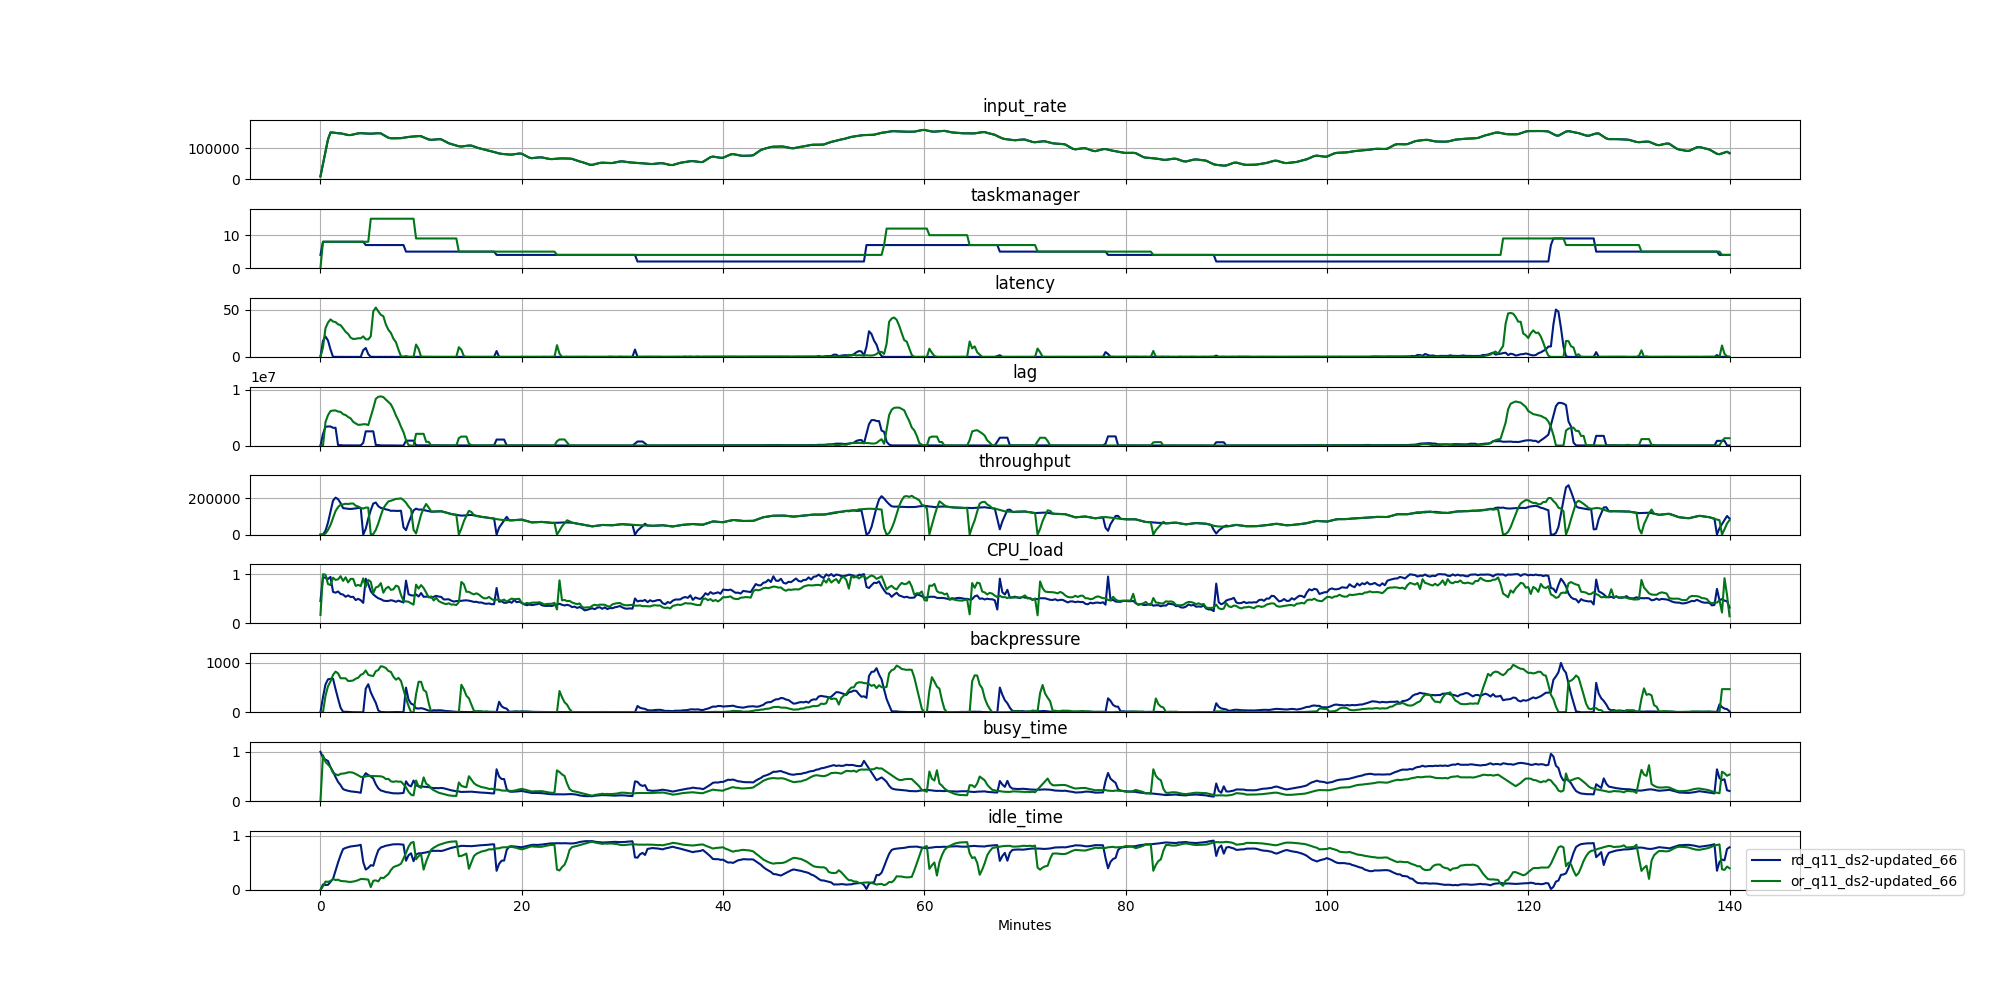 input_rate
100000
0
taskmanager
10
0
latency
50
0
1e7
lag
1
0
throughput
200000
0
CPU_load
1
0
backpressure
1000
0
busy_time
1
0
idle_time
1
0
0 20 40 60 80 100 120 140
Minutes
rd_q11_ds2-updated_66
or_q11_ds2-updated_66